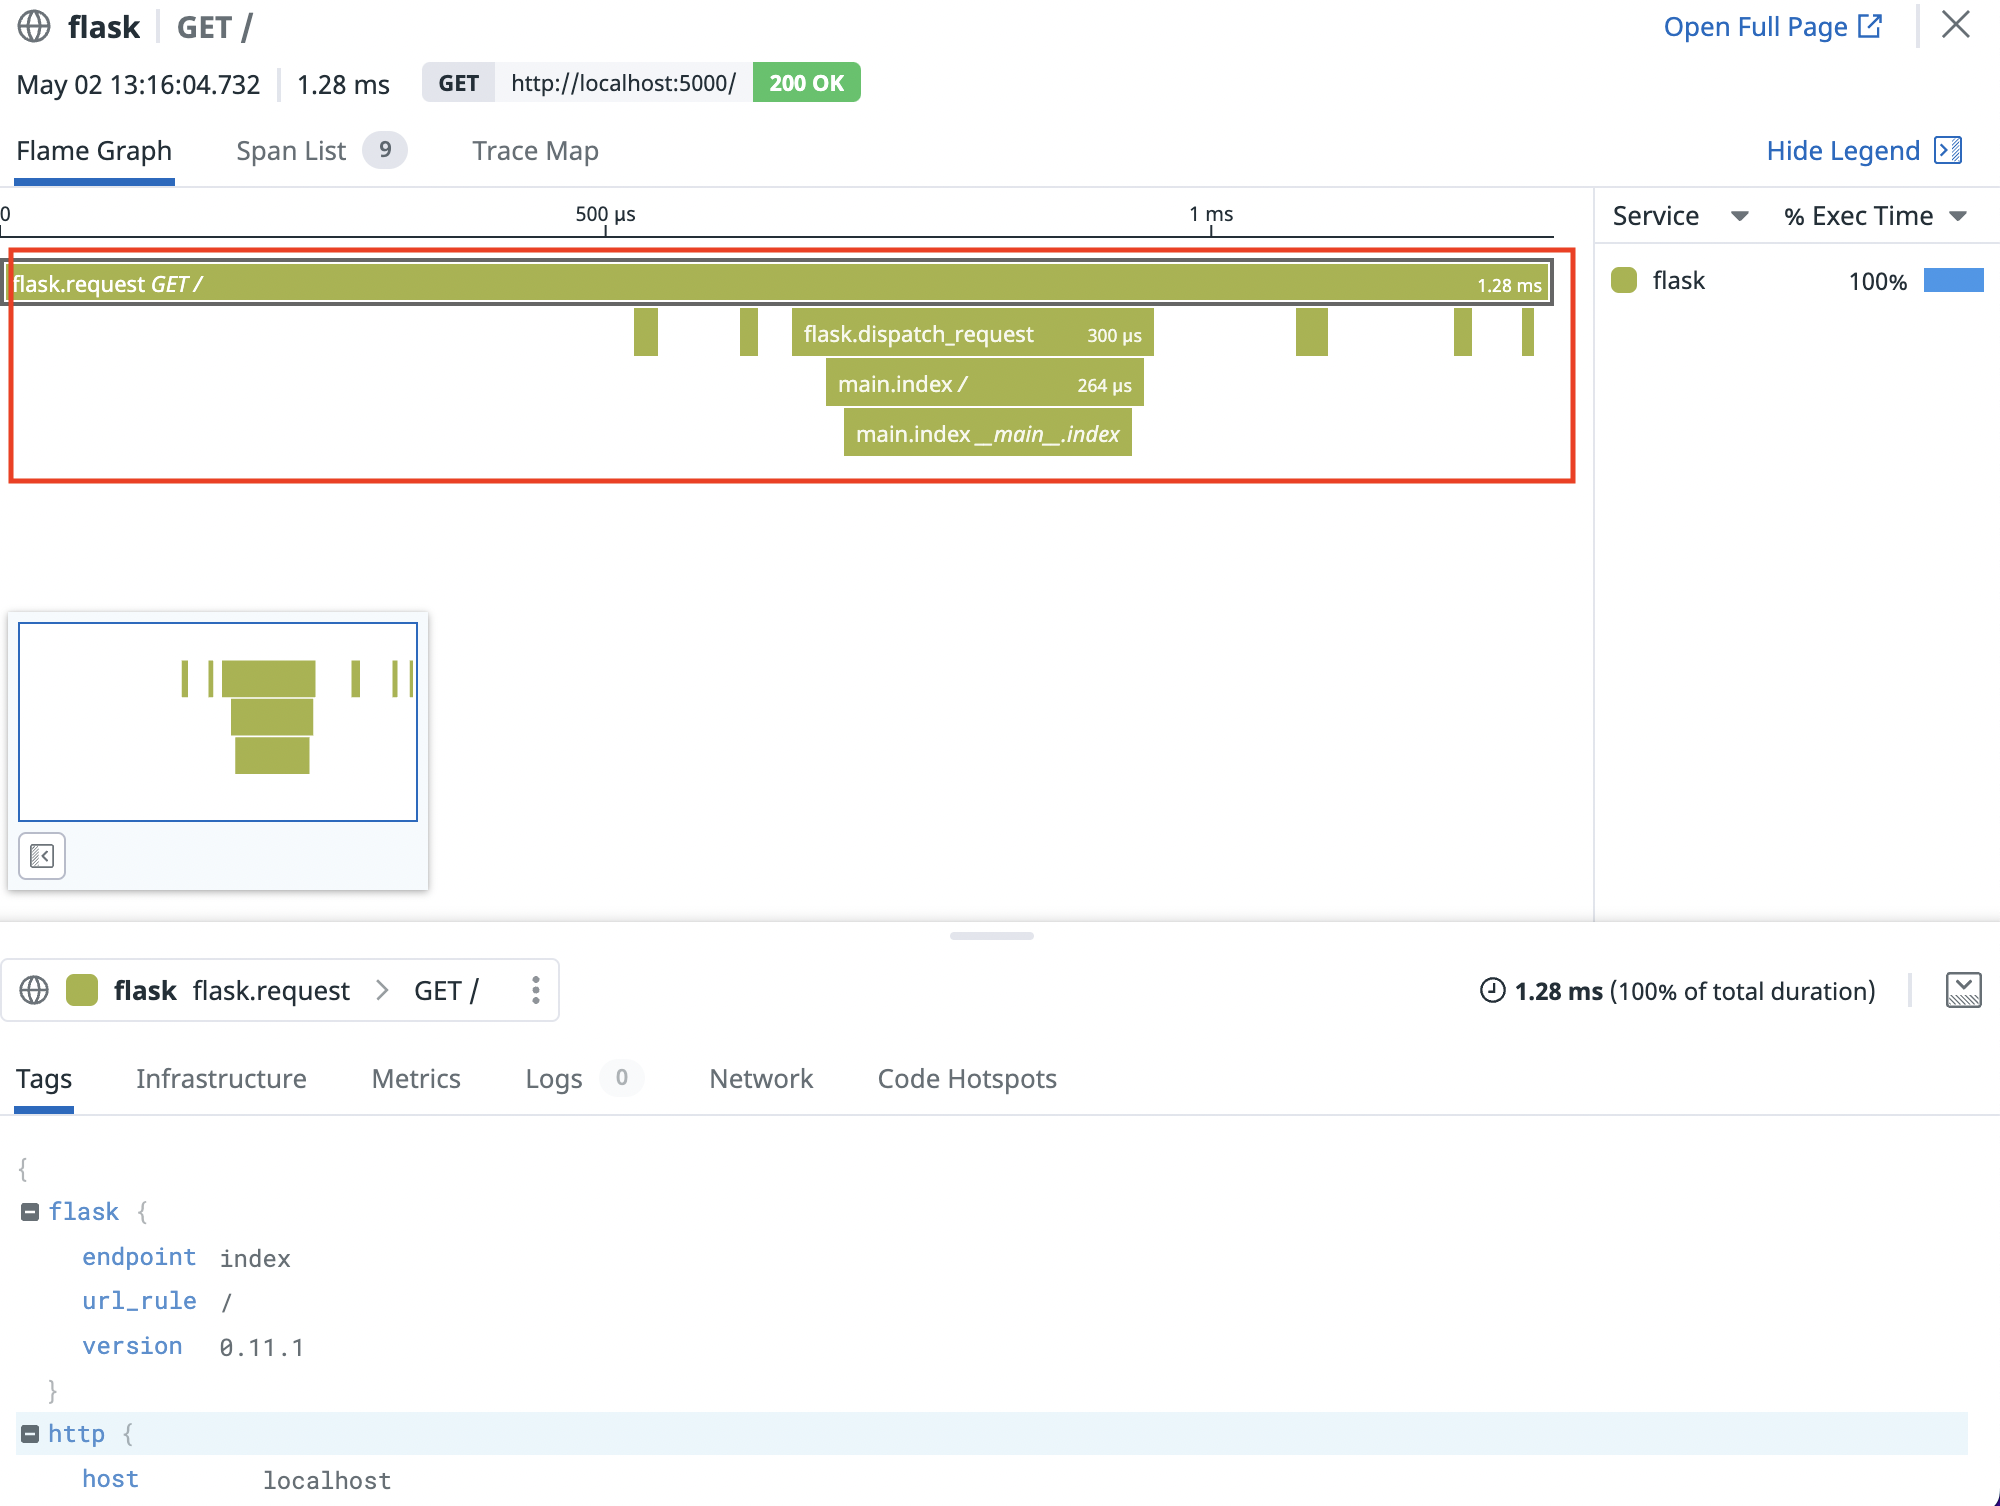 flask GET / Open Full Page
May 02 13:16:04.732 1.28 ms GET http://localhost:5000/ 200 OK
Flame Graph Span List 9 Trace Map Hide Legend
0 500 µs 1 ms
Service % Exec Time
flask.request GET / 1.28 ms
flask 100%
flask.dispatch_request 300 µs
main.index / 264 µs
main.index __main__.index
flask flask.request > GET / 1.28 ms (100% of total duration)
Tags Infrastructure Metrics Logs 0 Network Code Hotspots
{
flask {
endpoint index
url_rule /
version 0.11.1
}
http {
host localhost